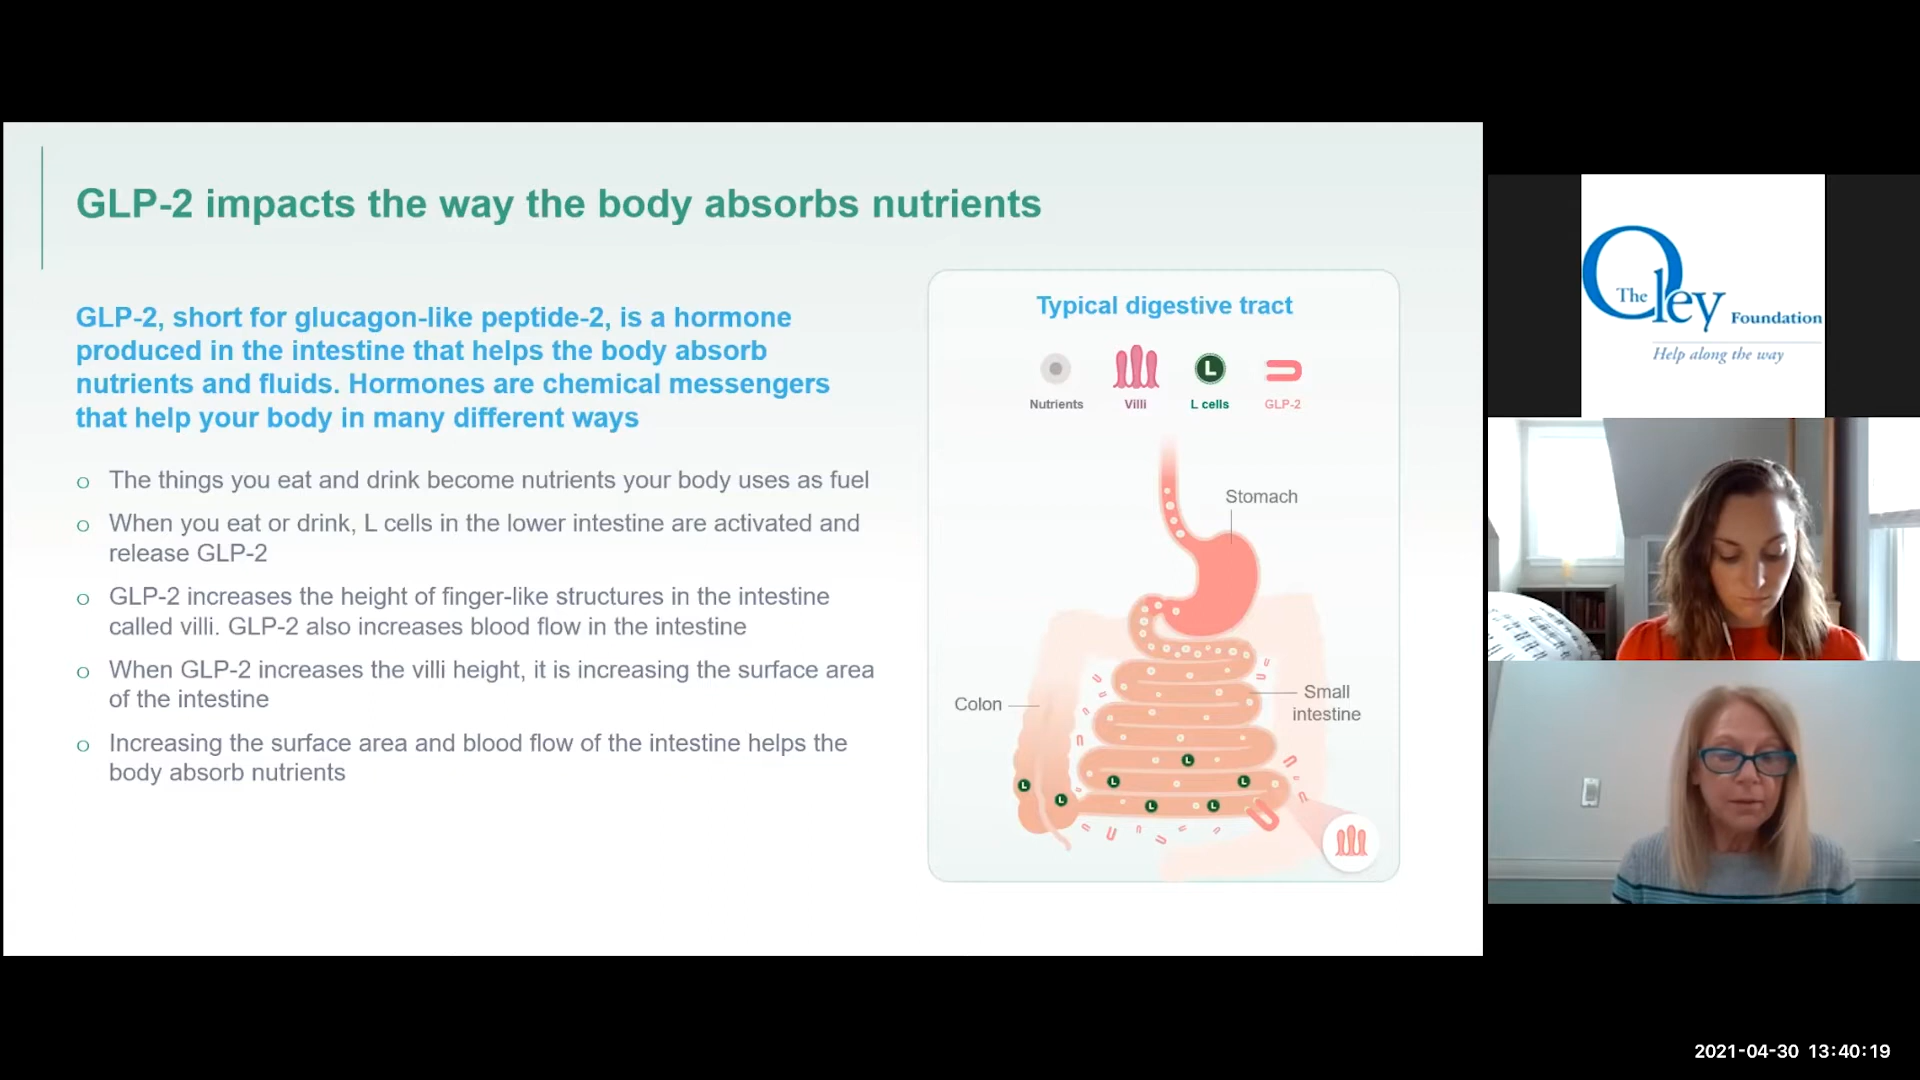 GLP-2 impacts the way the body absorbs nutrients
GLP-2, short for glucagon-like peptide-2, is a hormone
produced in the intestine that helps the body absorb
nutrients and fluids. Hormones are chemical messengers
that help your body in many different ways
o The things you eat and drink become nutrients your body uses as fuel
o When you eat or drink, L cells in the lower intestine are activated and
release GLP-2
o GLP-2 increases the height of finger-like structures in the intestine
called villi. GLP-2 also increases blood flow in the intestine
o When GLP-2 increases the villi height, it is increasing the surface area
of the intestine
o Increasing the surface area and blood flow of the intestine helps the
body absorb nutrients
Typical digestive tract
L
Nutrients Villi L cells GLP-2
Stomach
Small
intestine
Colon
L
L L
L L
L L
The Oley Foundation
Help along the way
2021-04-30 13:40:19